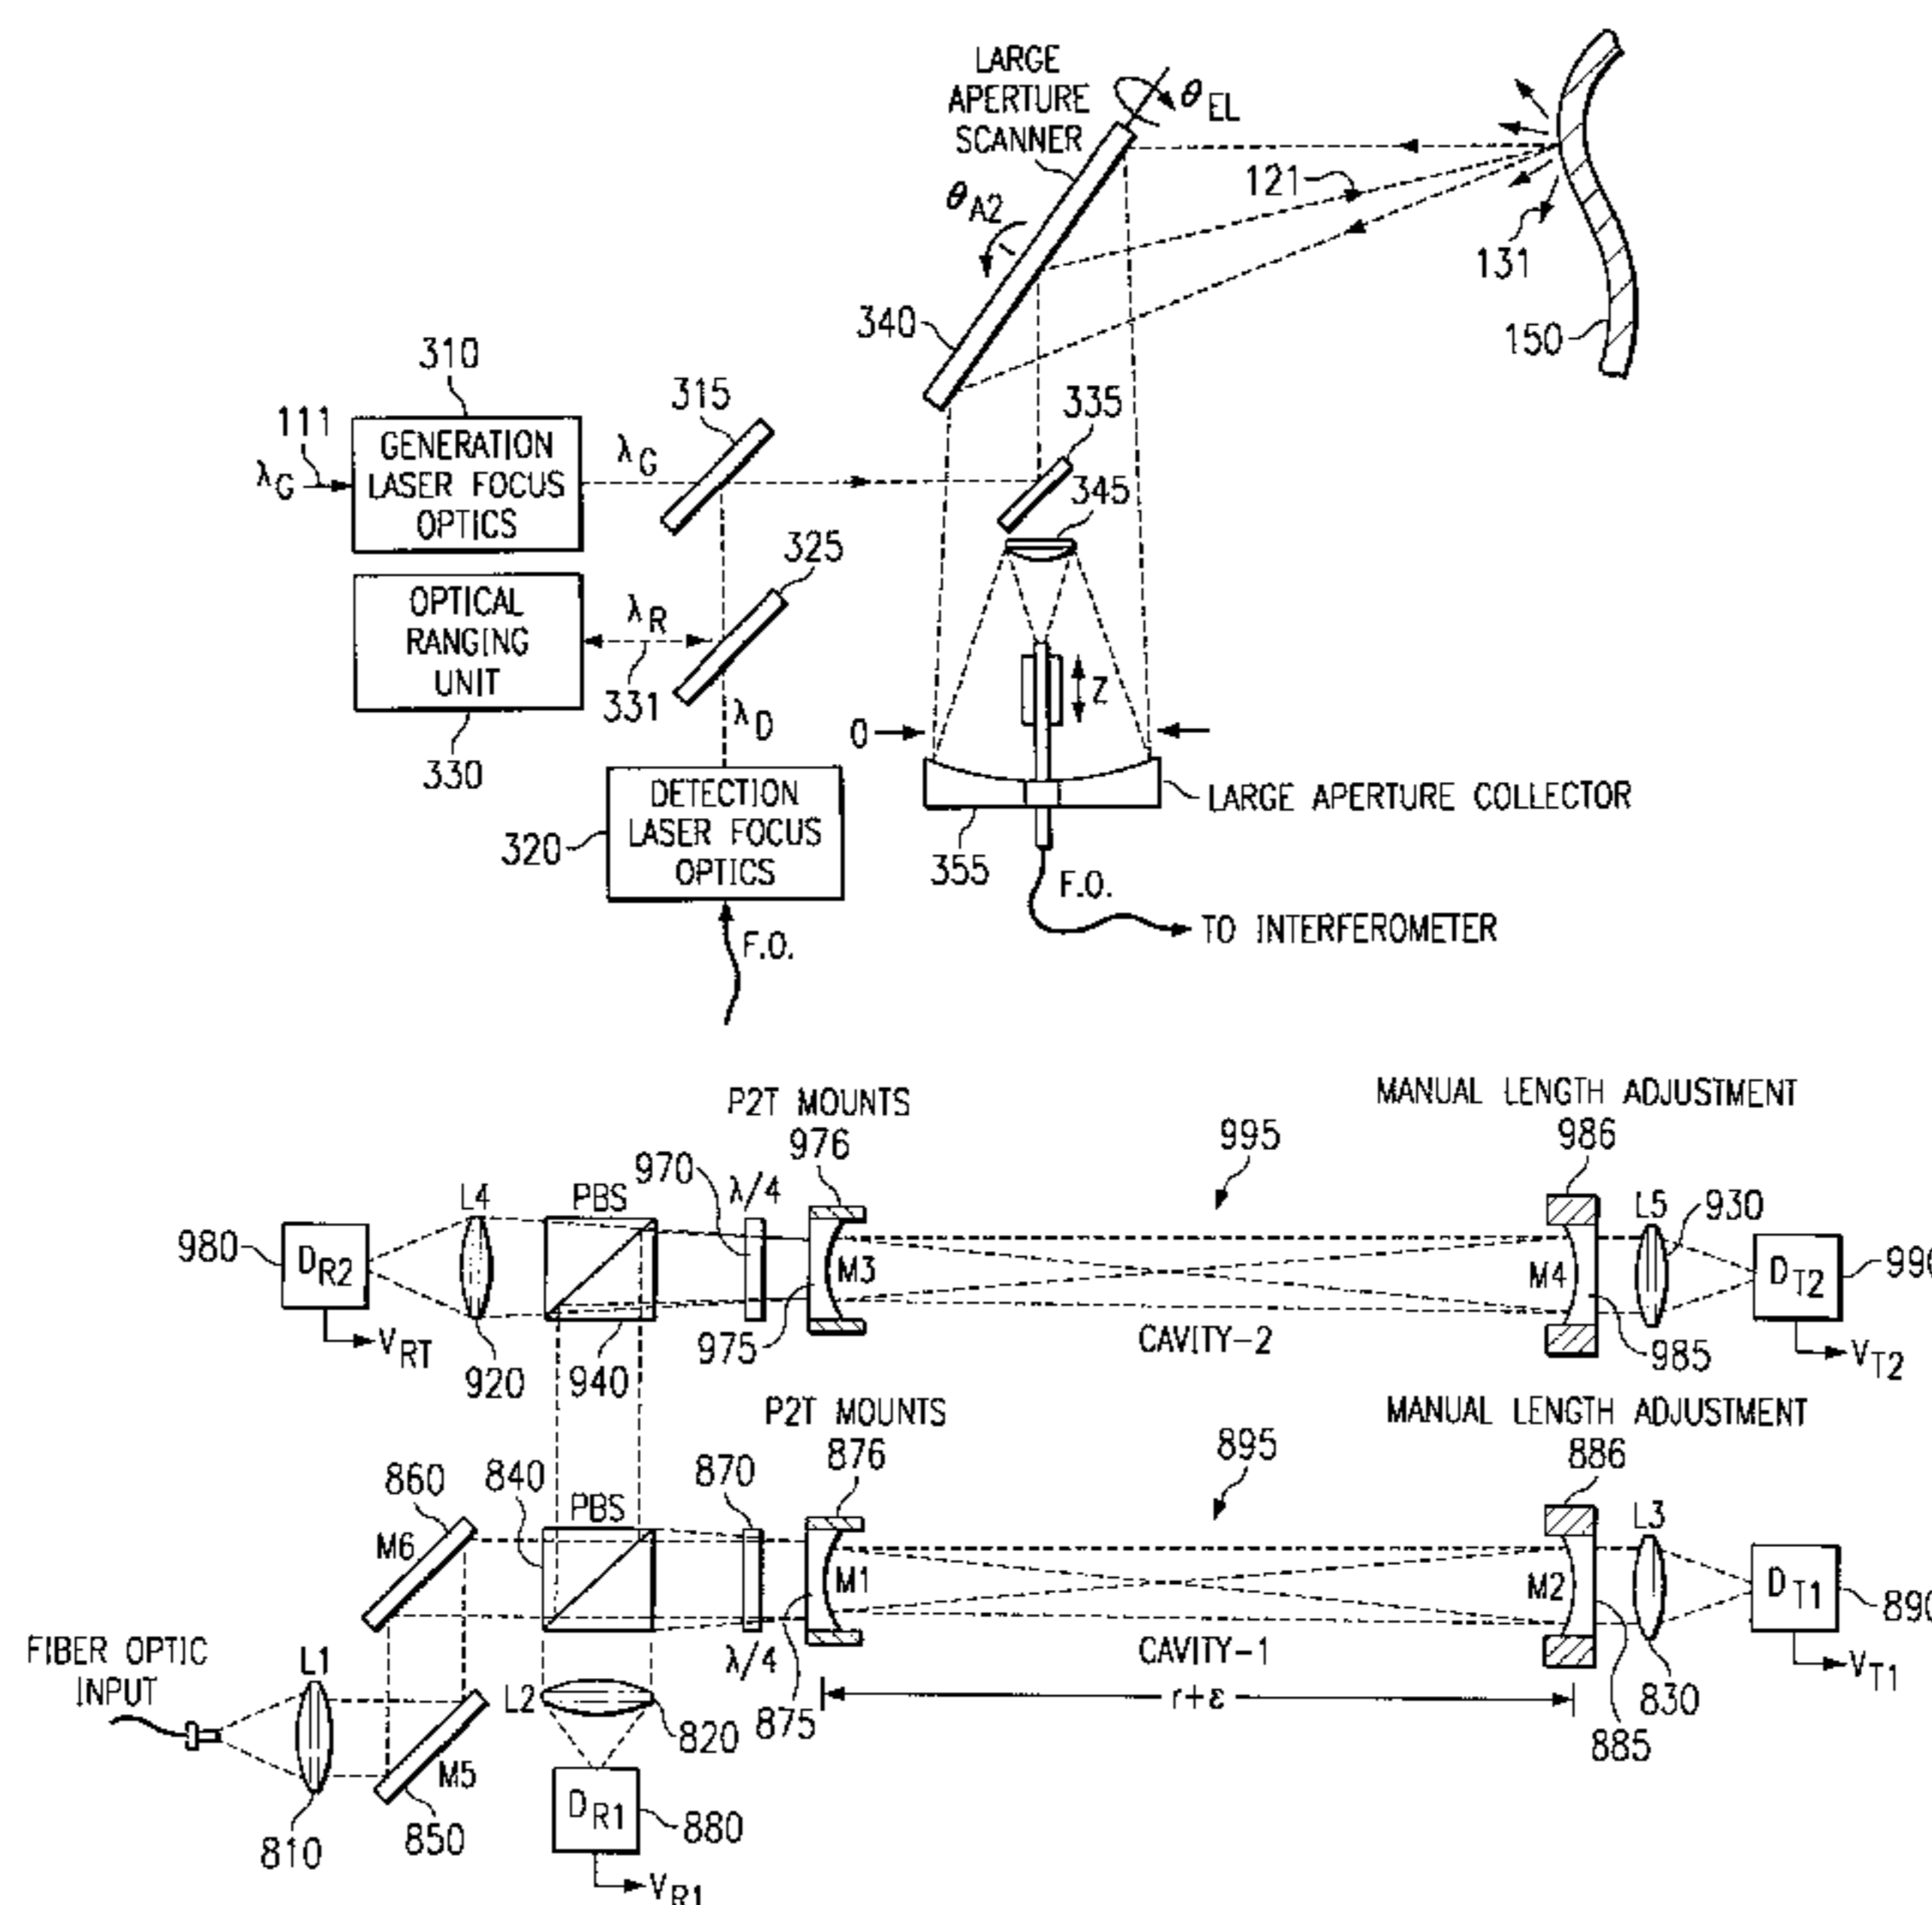 LARGE
APERTURE
SCANNER
θEL
θA2
121
131
150
340
310
315
335
345
111
λG
GENERATION
LASER FOCUS
OPTICS
λG
325
OPTICAL
RANGING
UNIT
λR
331
330
λD
Z
O
LARGE APERTURE COLLECTOR
DETECTION
LASER FOCUS
OPTICS
320
355
F.O.
TO INTERFEROMETER
F.O.
P2T MOUNTS
976
MANUAL LENGTH ADJUSTMENT
986
995
970
λ/4
PBS
L4
L5
930
980
DR2
M3
M4
DT2
990
VRT
920
940
975
CAVITY-2
985
VT2
P2T MOUNTS
876
MANUAL LENGTH ADJUSTMENT
886
895
860
840
PBS
870
L3
M6
M1
M2
DT1
890
FIBER OPTIC
INPUT
L1
λ/4
CAVITY-1
VT1
L2
820
875
r+ε
830
885
M5
810
850
DR1
880
VR1